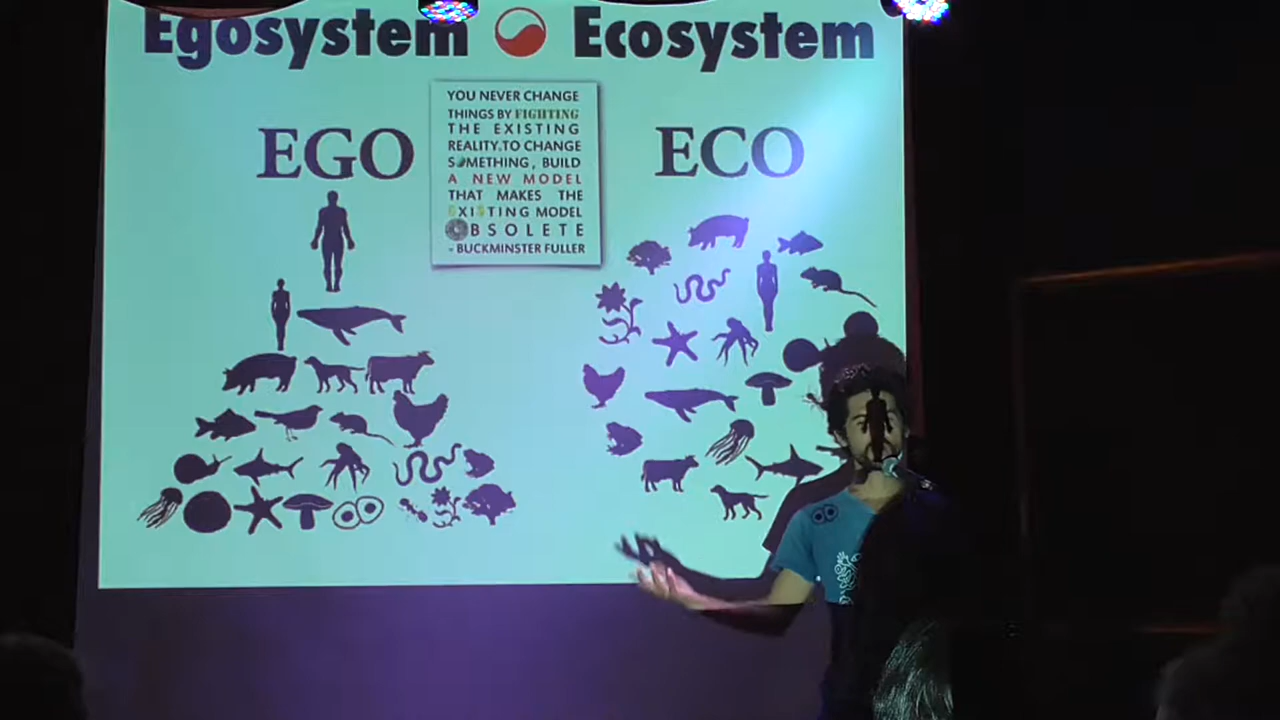 Egosystem Ecosystem
YOU NEVER CHANGE
THINGS BY FIGHTING
THE EXISTING
REALITY.TO CHANGE
SOMETHING, BUILD
A NEW MODEL
THAT MAKES THE
EXISTING MODEL
OBSOLETE
- BUCKMINSTER FULLER
EGO
ECO